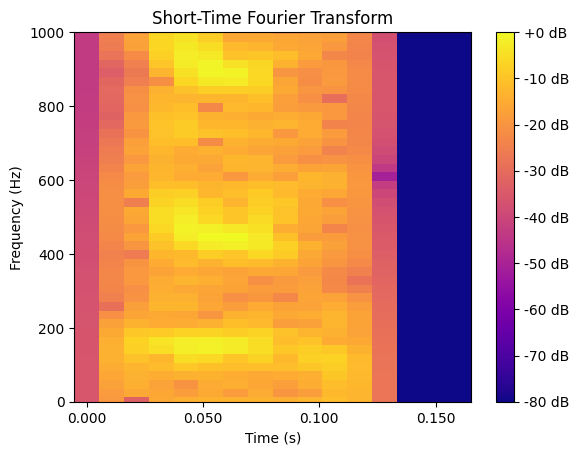 Short-Time Fourier Transform
1000
800
600
400
200
0
Frequency (Hz)
0.000
0.050
0.100
0.150
Time (s)
+0 dB
-10 dB
-20 dB
-30 dB
-40 dB
-50 dB
-60 dB
-70 dB
-80 dB